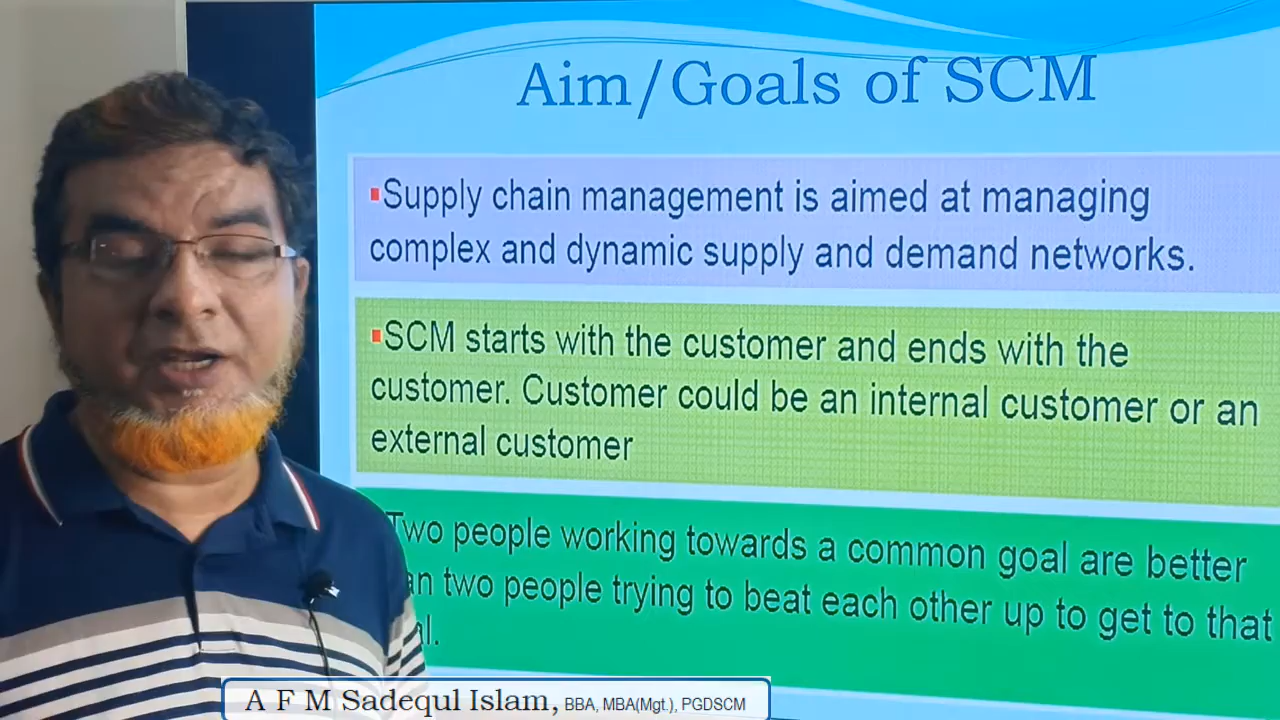 Aim/Goals of SCM
▪Supply chain management is aimed at managing
complex and dynamic supply and demand networks.
▪SCM starts with the customer and ends with the
customer. Customer could be an internal customer or an
external customer
Two people working towards a common goal are better
two people trying to beat each other up to get to that
A F M Sadequl Islam, BBA, MBA(Mgt.), PGDSCM